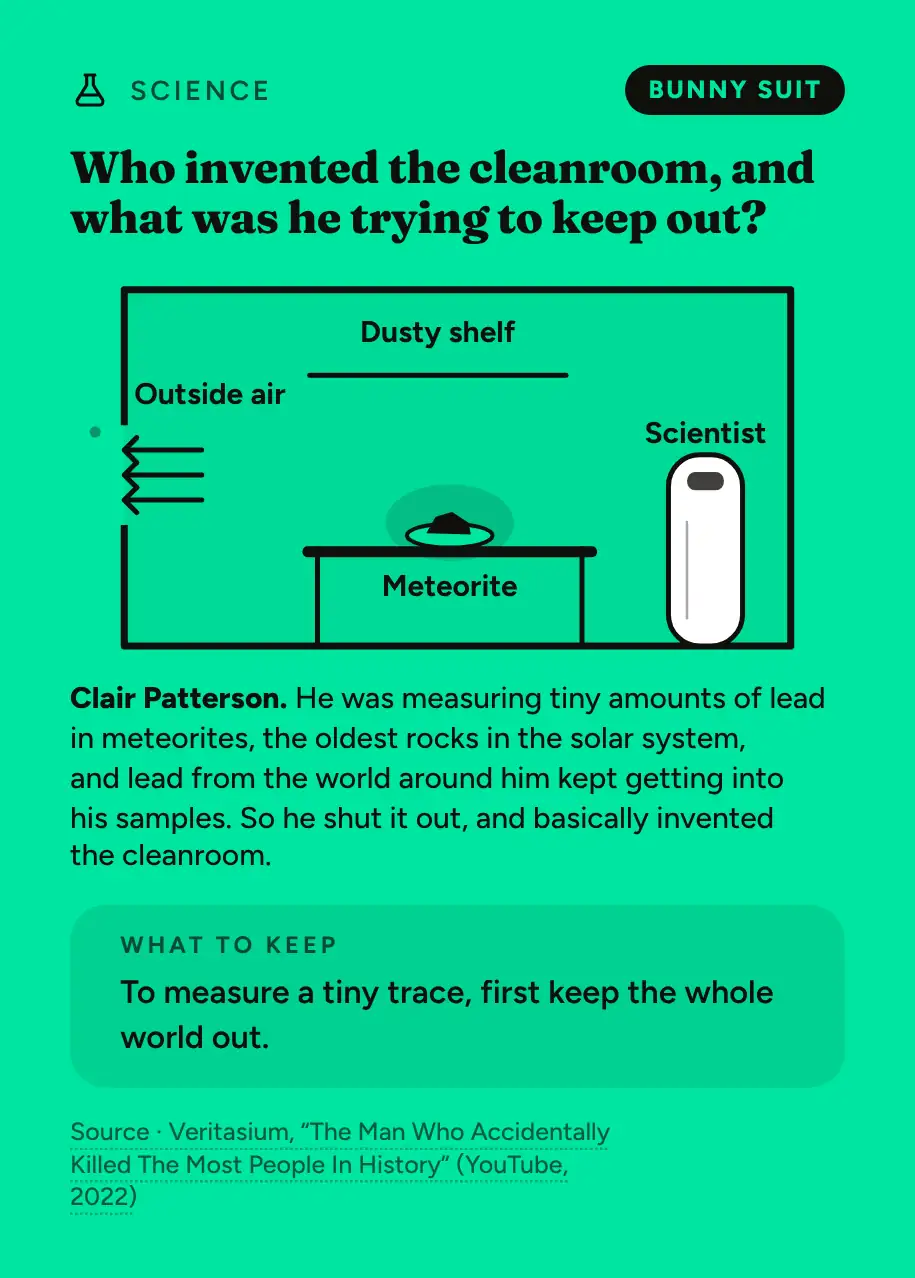 SCIENCE
BUNNY SUIT
Who invented the cleanroom, and
what was he trying to keep out?
Dusty shelf
Outside air
Scientist
Meteorite
Clair Patterson. He was measuring tiny amounts of lead
in meteorites, the oldest rocks in the solar system,
and lead from the world around him kept getting into
his samples. So he shut it out, and basically invented
the cleanroom.
WHAT TO KEEP
To measure a tiny trace, first keep the whole
world out.
Source · Veritasium, “The Man Who Accidentally
Killed The Most People In History” (YouTube,
2022)